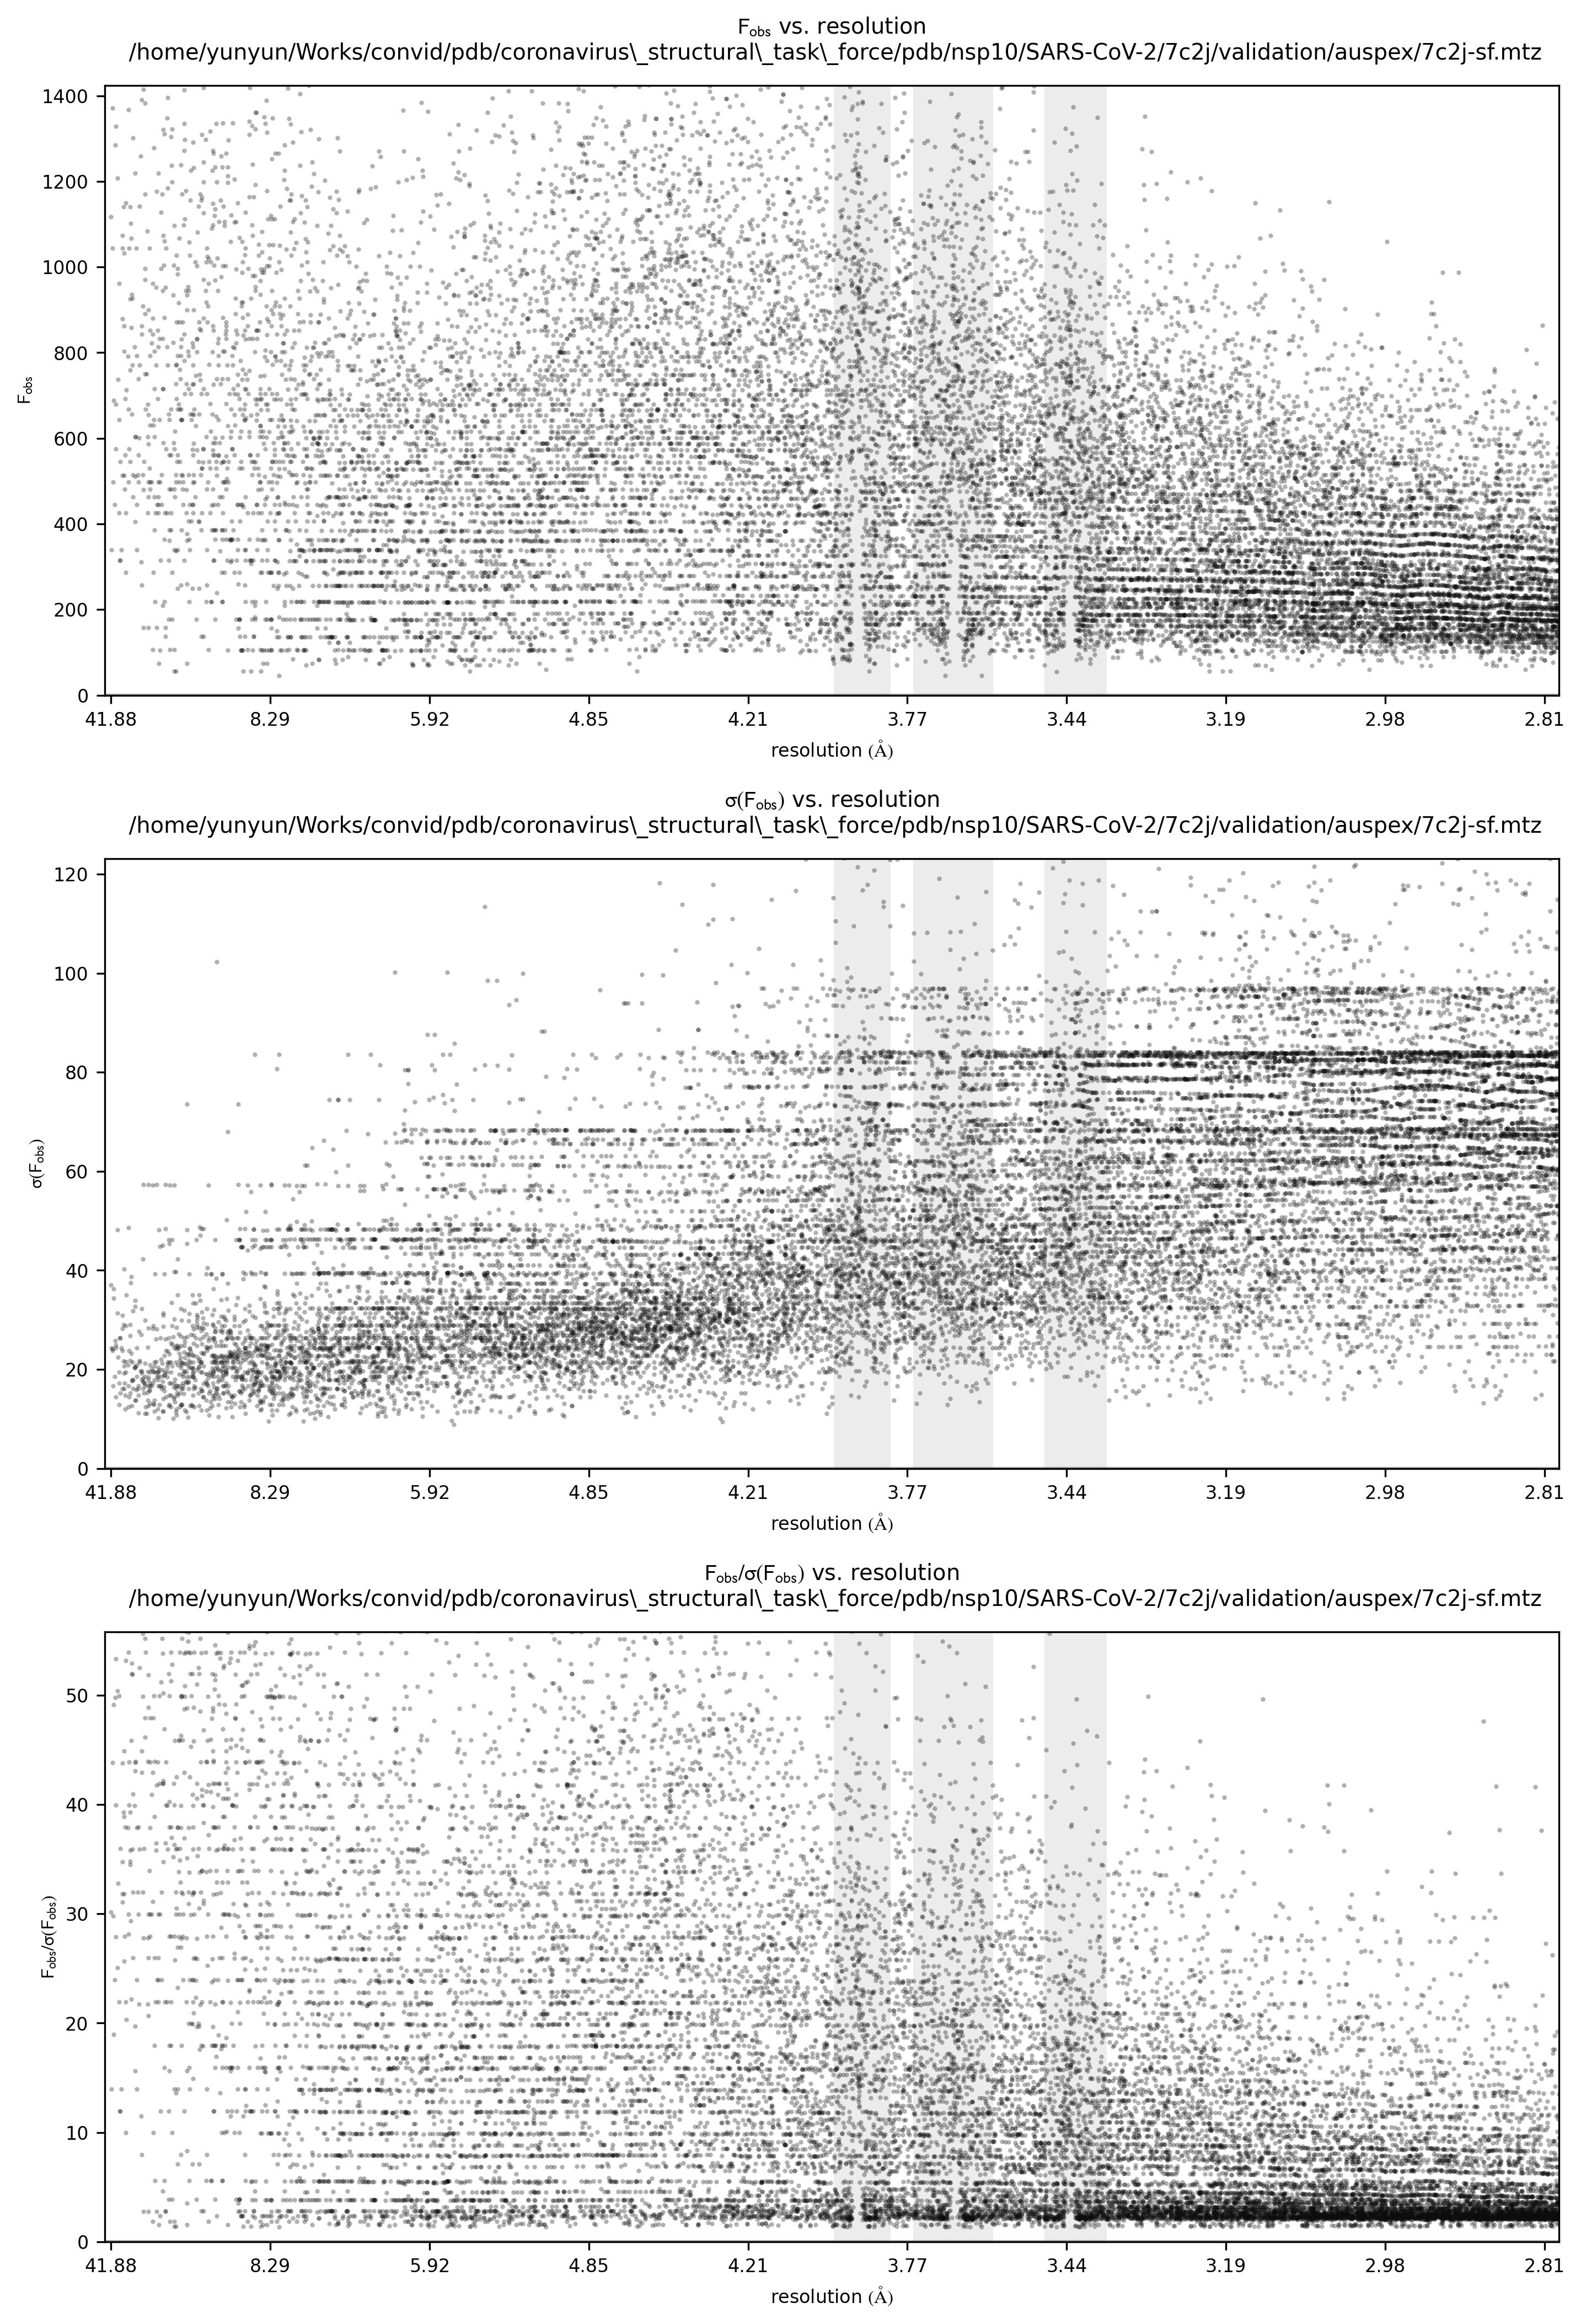 F_obs vs. resolution
/home/yunyun/Works/convid/pdb/coronavirus\_structural\_task\_force/pdb/nsp10/SARS-CoV-2/7c2j/validation/auspex/7c2j-sf.mtz
1400
1200
1000
800
600
400
200
0
F_obs
41.88 8.29 5.92 4.85 4.21 3.77 3.44 3.19 2.98 2.81
resolution (Å)
σ(F_obs) vs. resolution
/home/yunyun/Works/convid/pdb/coronavirus\_structural\_task\_force/pdb/nsp10/SARS-CoV-2/7c2j/validation/auspex/7c2j-sf.mtz
120
100
80
60
40
20
0
σ(F_obs)
41.88 8.29 5.92 4.85 4.21 3.77 3.44 3.19 2.98 2.81
resolution (Å)
F_obs/σ(F_obs) vs. resolution
/home/yunyun/Works/convid/pdb/coronavirus\_structural\_task\_force/pdb/nsp10/SARS-CoV-2/7c2j/validation/auspex/7c2j-sf.mtz
50
40
30
20
10
0
F_obs/σ(F_obs)
41.88 8.29 5.92 4.85 4.21 3.77 3.44 3.19 2.98 2.81
resolution (Å)